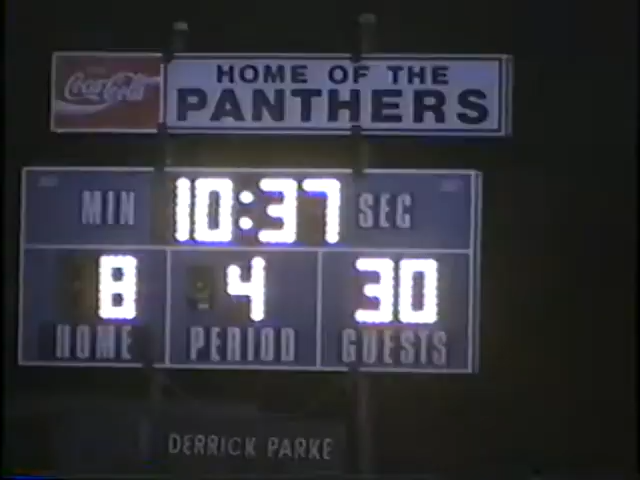 Coca-Cola
HOME OF THE
PANTHERS
MIN 10:37 SEC
8 4 30
HOME PERIOD GUESTS
DERRICK PARKE